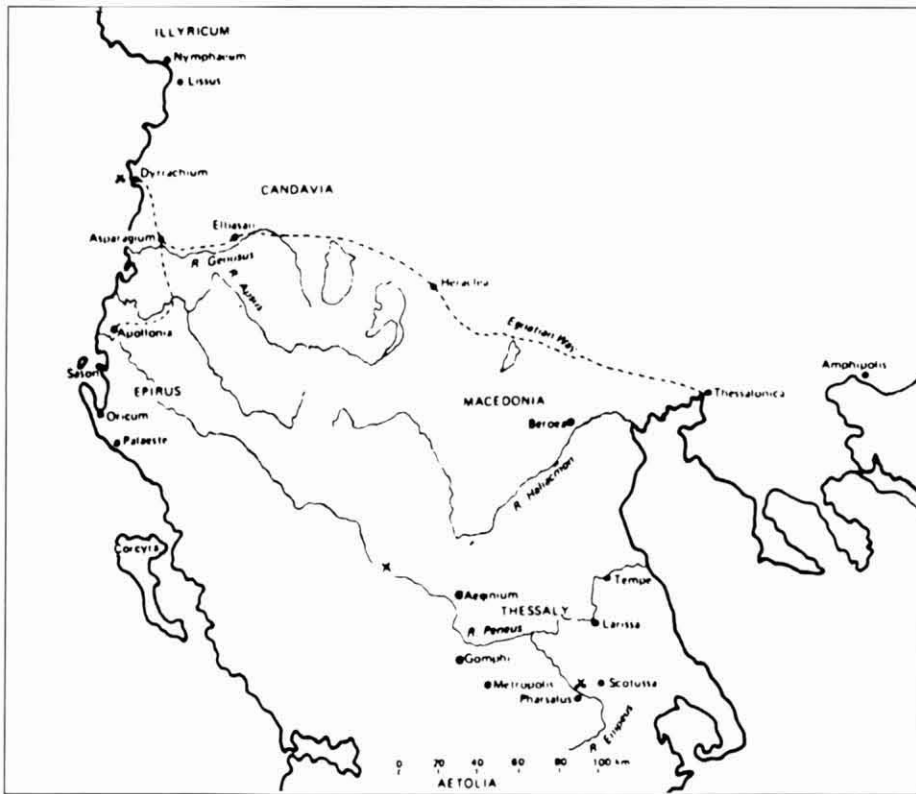 ILLYRICUM
Nymphaeum
Lissus
Dyrrachium
CANDAVIA
Elbasan
Asparagium
R. Genusus
R. Apsus
Heraclea
Egnatian Way
Apollonia
Sason
EPIRUS
MACEDONIA
Amphipolis
Thessalonica
Oricum
Beroea
Palaeste
R. Haliacmon
Corcyra
Aeginium
Tempe
THESSALY
R. Peneus
Larissa
Gomphi
Metropolis
Scotussa
Pharsalus
R. Enipeus
0 20 40 60 80 100 km
AETOLIA